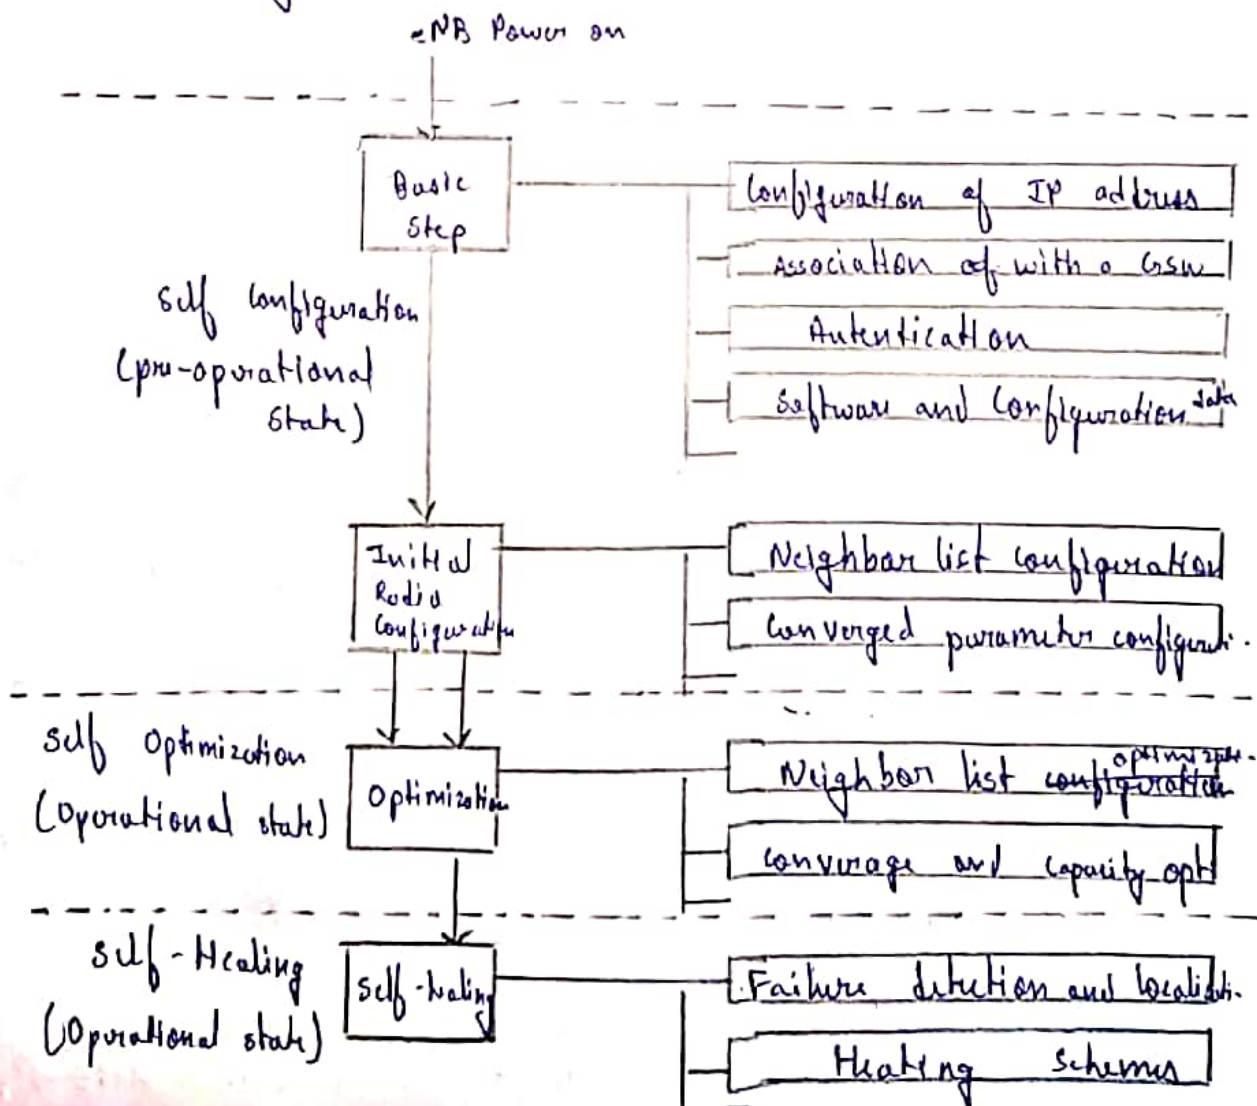 eNB Power on
Basic
Step
Configuration of IP address
Association of with a GSW
Autentication
Software and Configuration data
Self Configuration
(pre-operational
State)
Initial
Radio
Configuration
Neighbor list configuration
Converged parameter configurati.
Self Optimization
(Operational state)
Optimization
Neighbor list configuration optimizatn.
Converage and capacity opt
Self-Healing
(Operational state)
Self-healing
Failure detection and localizati.
Healing Schemes